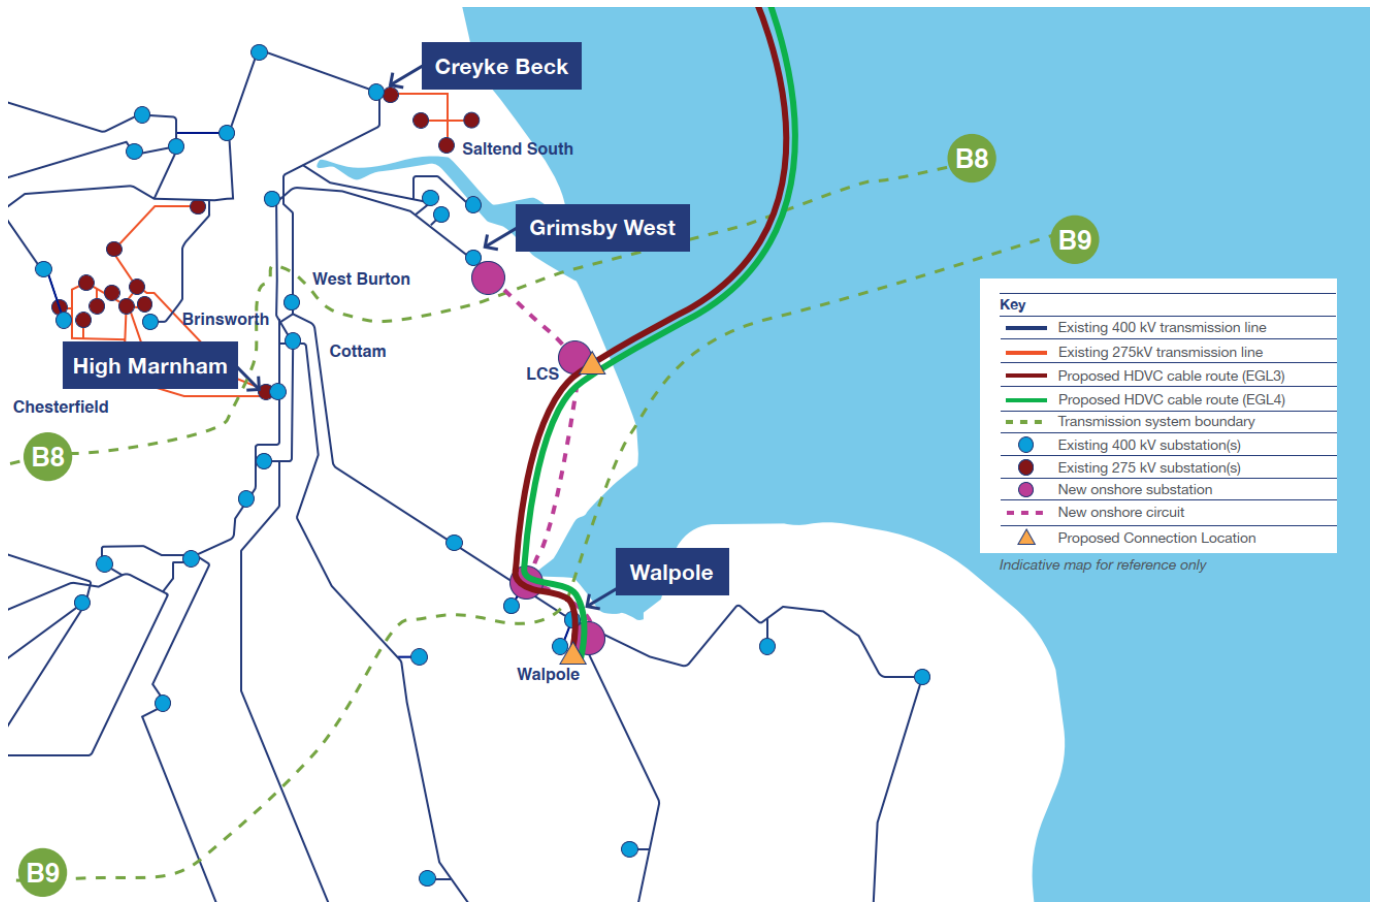 Creyke Beck
Saltend South
B8
Grimsby West
B9
West Burton
Brinsworth
Cottam
High Marnham
LCS
Chesterfield
B8
Key
Existing 400 kV transmission line
Existing 275kV transmission line
Proposed HDVC cable route (EGL3)
Proposed HDVC cable route (EGL4)
Transmission system boundary
Existing 400 kV substation(s)
Existing 275 kV substation(s)
New onshore substation
New onshore circuit
Proposed Connection Location
Indicative map for reference only
Walpole
Walpole
B9